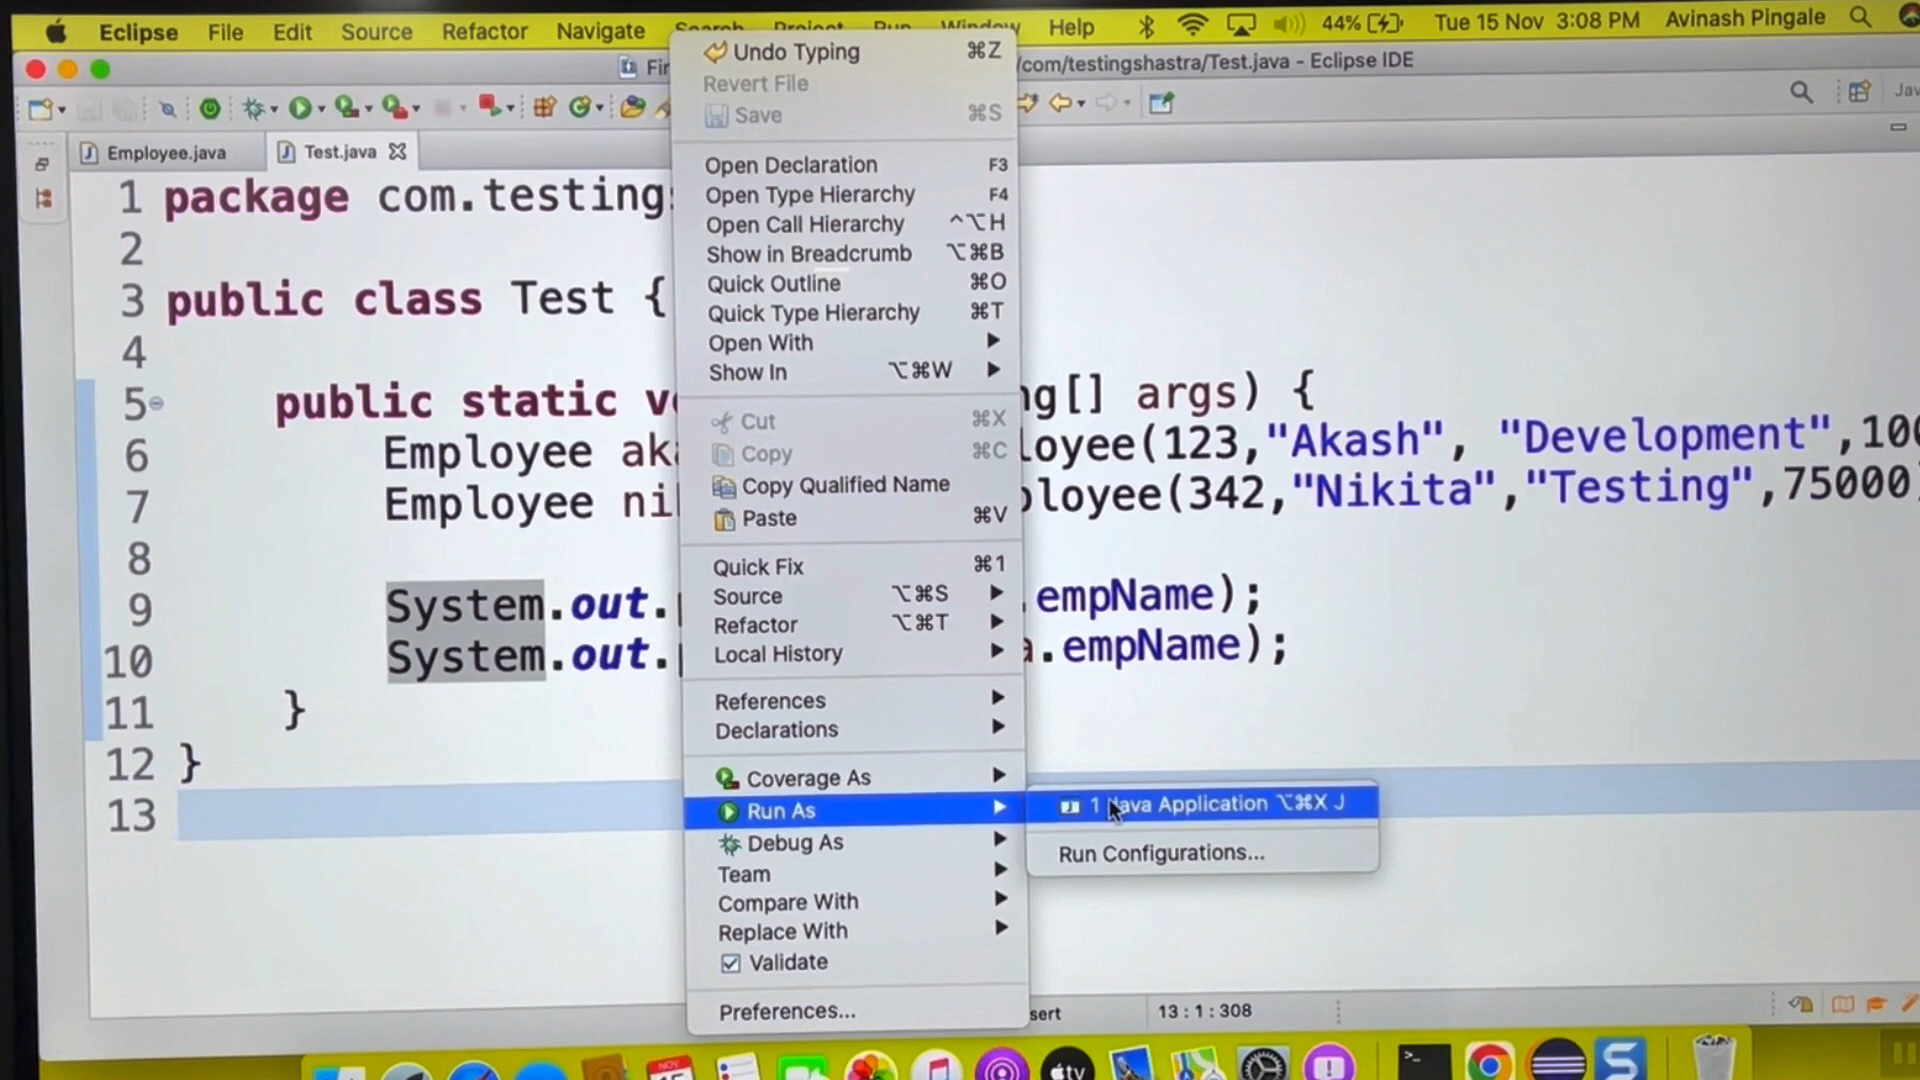 Eclipse File Edit Source Refactor Navigate Search Project Run Window Help 44% Tue 15 Nov 3:08 PM Avinash Pingale
/com/testingshastra/Test.java - Eclipse IDE
Employee.java Test.java
1 package com.testing
2
3 public class Test {
4
5 public static ng[] args) {
6 Employee loyee(123,"Akash", "Development",
7 Employee ployee(342,"Nikita","Testing",75000
8
9 System.out. .empName);
10 System.out. .empName);
11 }
12 }
13
Undo Typing ⌘Z
Revert File
Save ⌘S
Open Declaration F3
Open Type Hierarchy F4
Open Call Hierarchy ^⌥H
Show in Breadcrumb ⌥⌘B
Quick Outline ⌘O
Quick Type Hierarchy ⌘T
Open With
Show In ⌥⌘W
Cut ⌘X
Copy ⌘C
Copy Qualified Name
Paste ⌘V
Quick Fix ⌘1
Source ⌥⌘S
Refactor ⌥⌘T
Local History
References
Declarations
Coverage As
Run As
Debug As
Team
Compare With
Replace With
Validate
Preferences...
1 Java Application ⌥⌘X J
Run Configurations...
13 : 1 : 308
NOV
tv